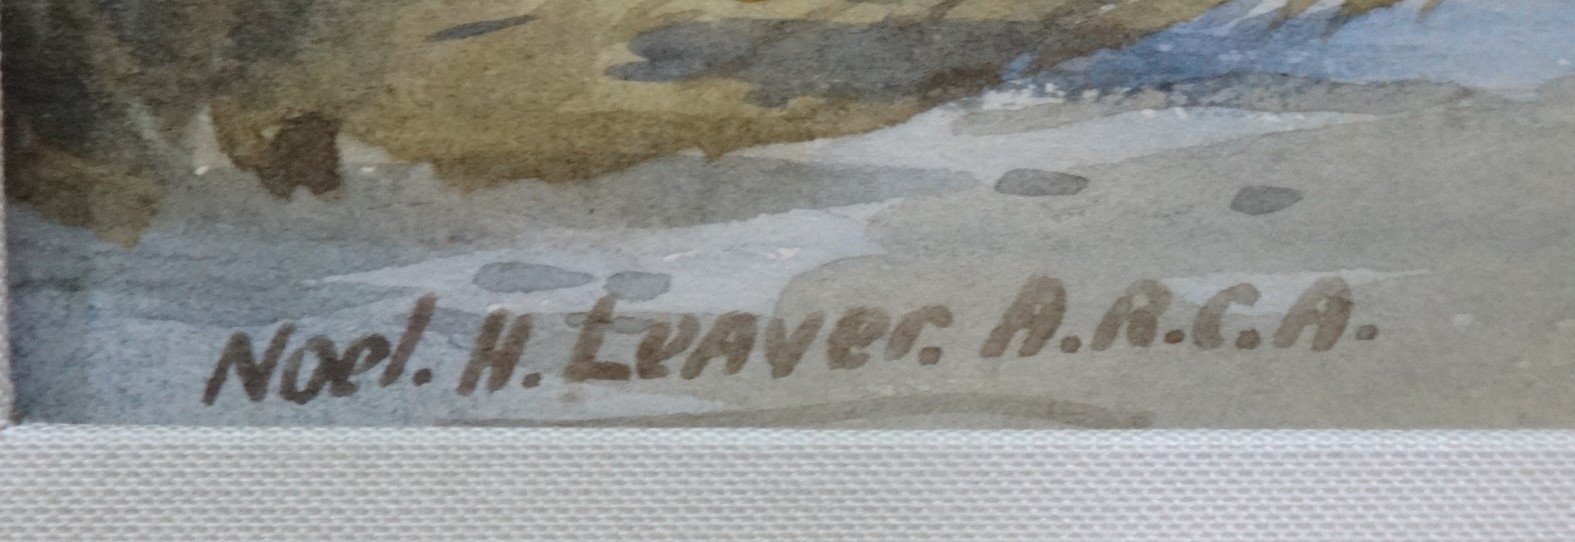 Noel. H. Leaver. A.R.C.A.